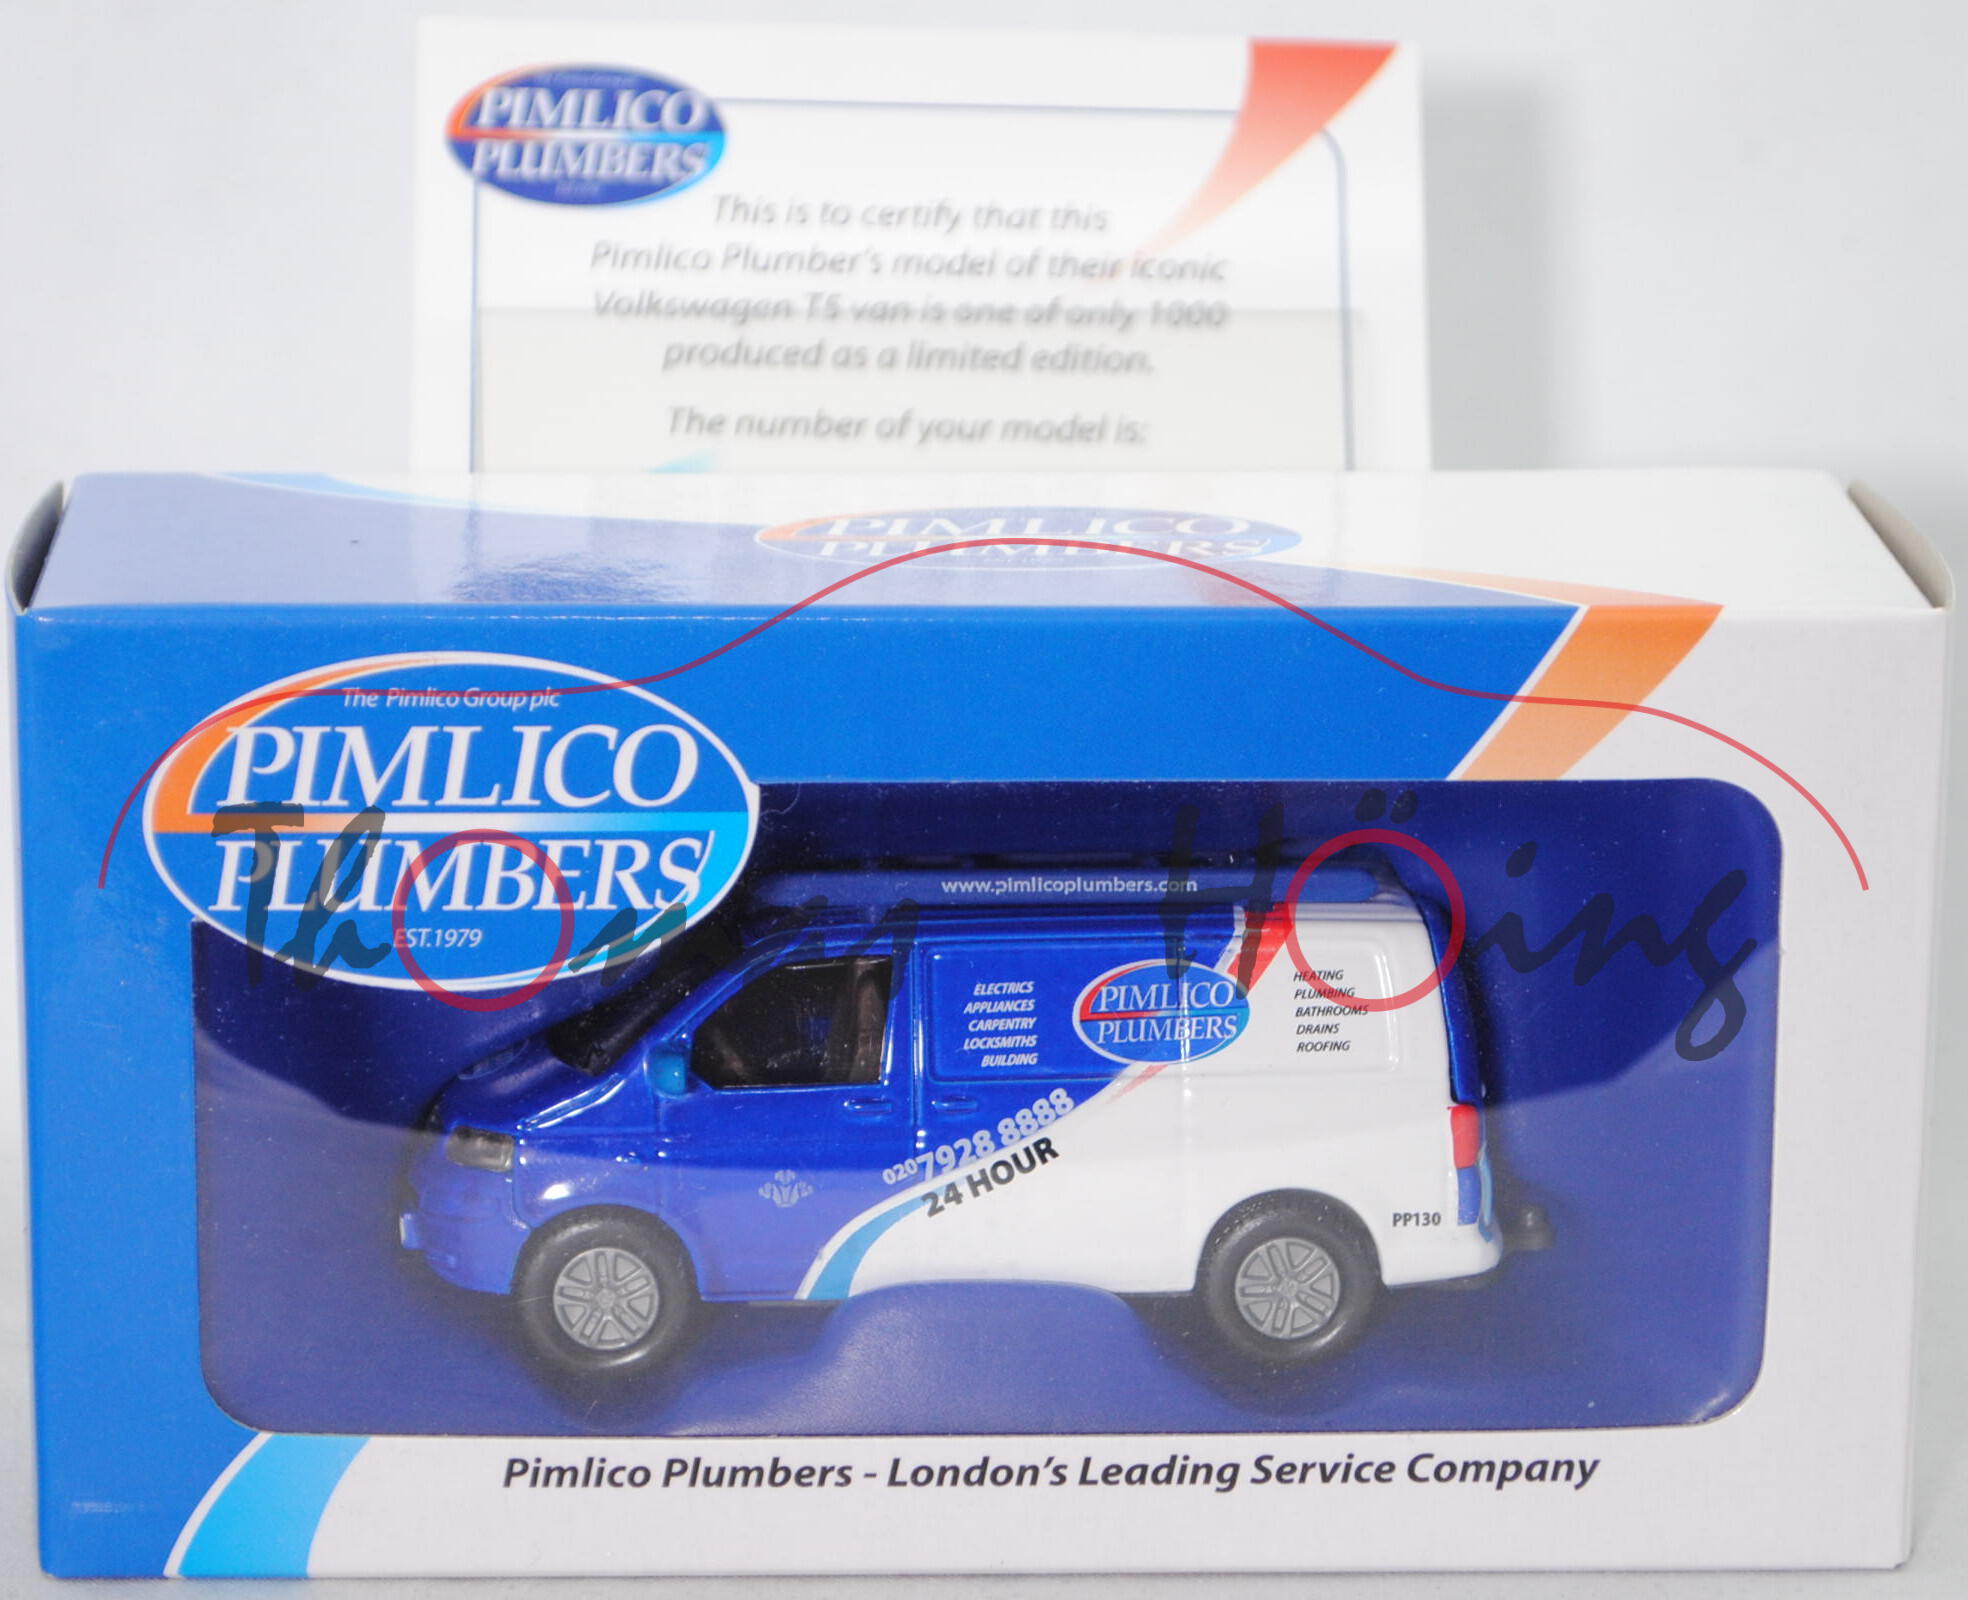 PIMLICO
PLUMBERS
This is to certify that this
Pimlico Plumber's model of their iconic
Volkswagen T5 van is one of only 1000
produced as a limited edition.
The number of your model is:
PIMLICO
PLUMBERS
The Pimlico Group plc
PIMLICO
PLUMBERS
EST.1979
Thomas Höing
www.pimlicoplumbers.com
ELECTRICS
APPLIANCES
CARPENTRY
LOCKSMITHS
BUILDING
PIMLICO
PLUMBERS
HEATING
PLUMBING
BATHROOMS
DRAINS
ROOFING
020 7928 8888
24 HOUR
PP130
Pimlico Plumbers - London's Leading Service Company